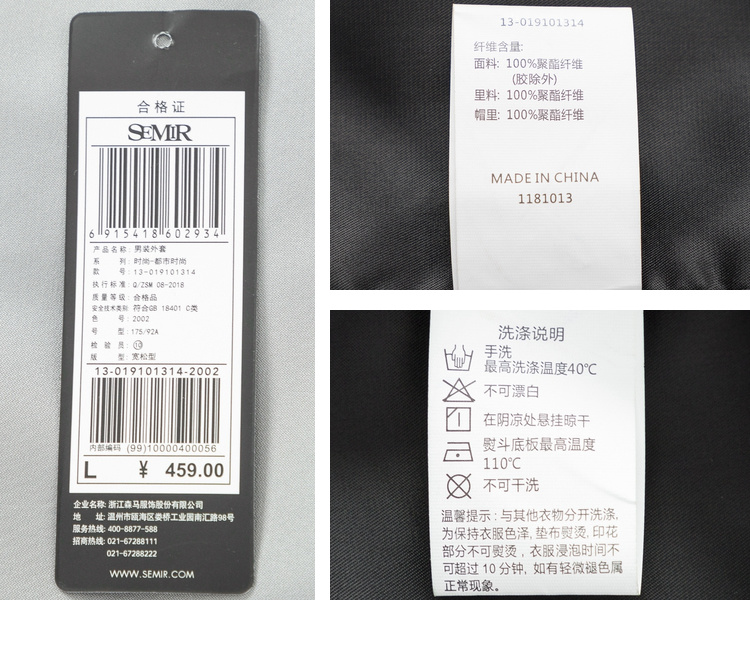 合格证
SEMIR
6 915418 602934
产品名称: 男装外套
系 列: 时尚-都市时尚
款 号: 13-019101314
执行标准: Q/ZSM 08-2018
质量等级: 合格品
安全技术类别: 符合GB 18401 C类
色 号: 2002
号 型: 175/92A
检 验 员: ⑩
版 型: 宽松型
13-019101314-2002
内部编码 (99)10000400056
L ¥ 459.00
企业名称: 浙江森马服饰股份有限公司
地 址: 温州市瓯海区娄桥工业园南汇路98号
服务热线: 400-8877-588
招商热线: 021-67288111
021-67288222
WWW.SEMIR.COM
13-019101314
纤维含量:
面料: 100%聚酯纤维
(胶除外)
里料: 100%聚酯纤维
帽里: 100%聚酯纤维
MADE IN CHINA
1181013
洗涤说明
手洗
最高洗涤温度40℃
不可漂白
在阴凉处悬挂晾干
熨斗底板最高温度
110℃
不可干洗
温馨提示: 与其他衣物分开洗涤,
为保持衣服色泽, 垫布熨烫, 印花
部分不可熨烫, 衣服浸泡时间不
可超过10分钟, 如有轻微褪色属
正常现象。